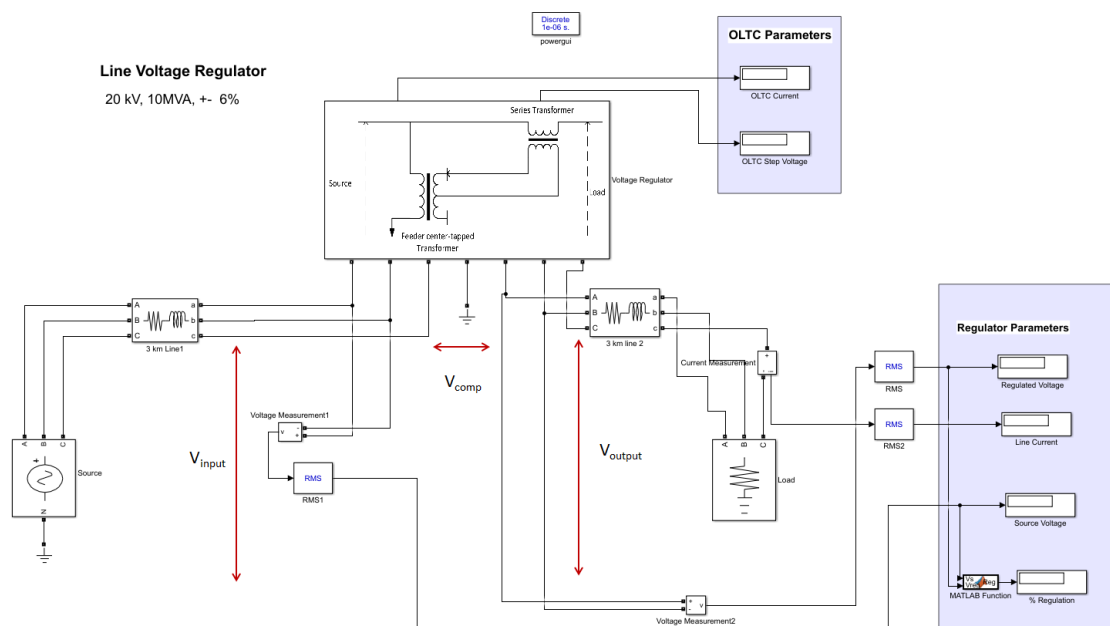 Discrete
1e-06 s.
powergui
OLTC Parameters
Line Voltage Regulator
20 kV, 10MVA, +- 6%
OLTC Current
OLTC Step Voltage
Series Transformer
Source
Load
Voltage Regulator
Feeder center-tapped
Transformer
A
B
C
a
b
c
3 km Line1
A
B
C
a
b
c
3 km line 2
Vcomp
Vinput
Voutput
Current Measurement
+
-
RMS
RMS
RMS
RMS2
Regulator Parameters
Regulated Voltage
Line Current
Source Voltage
Voltage Measurement1
v
-
+
RMS
RMS1
A
B
C
+
N
Source
A
B
C
Load
Vs
Reg
MATLAB Function
% Regulation
+
-
v
Voltage Measurement2